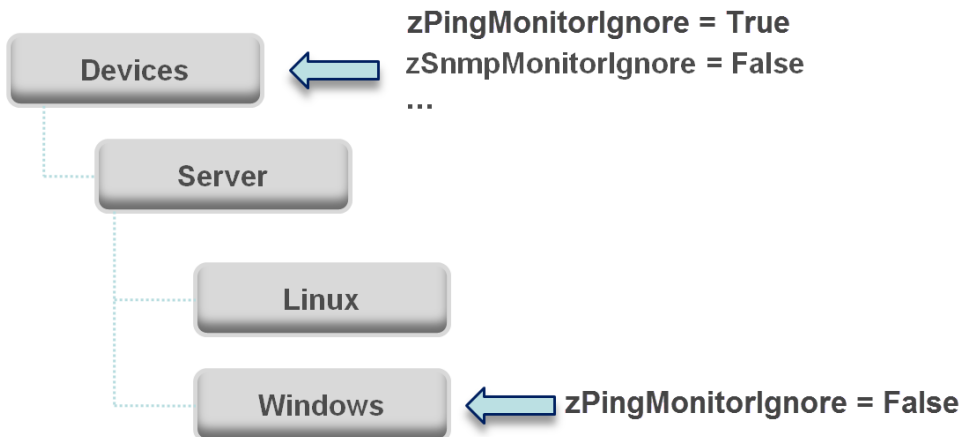 zPingMonitorIgnore = True
Devices
zSnmpMonitorIgnore = False
...
Server
Linux
Windows
zPingMonitorIgnore = False